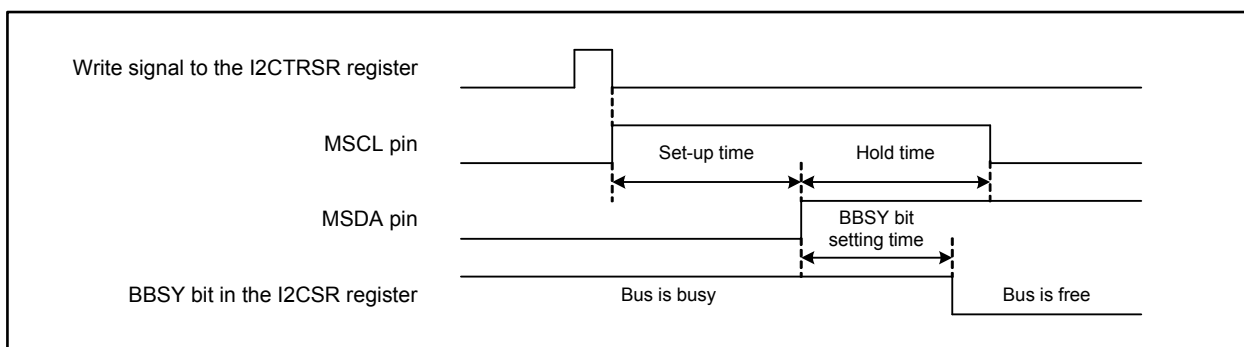 Write signal to the I2CTRSR register
MSCL pin
Set-up time
Hold time
MSDA pin
BBSY bit
setting time
BBSY bit in the I2CSR register
Bus is busy
Bus is free